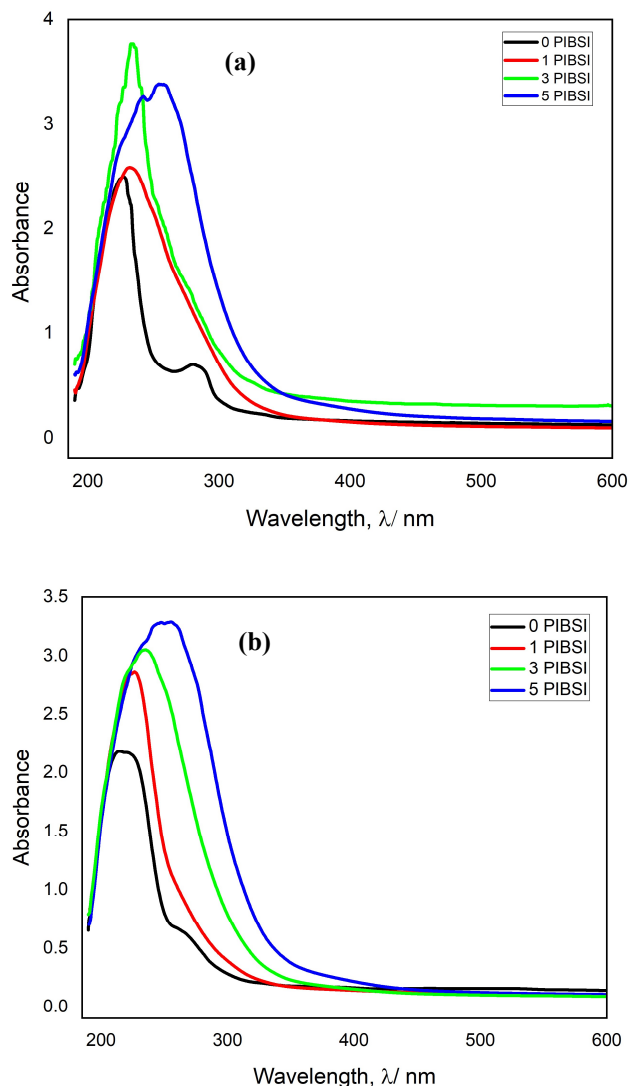 4
(a)
0 PIBSI
1 PIBSI
3 PIBSI
5 PIBSI
3
2
1
0
Absorbance
200 300 400 500 600
Wavelength, λ/ nm
3.5
(b)
0 PIBSI
1 PIBSI
3 PIBSI
5 PIBSI
3.0
2.5
2.0
1.5
1.0
0.5
0.0
Absorbance
200 300 400 500 600
Wavelength, λ/ nm